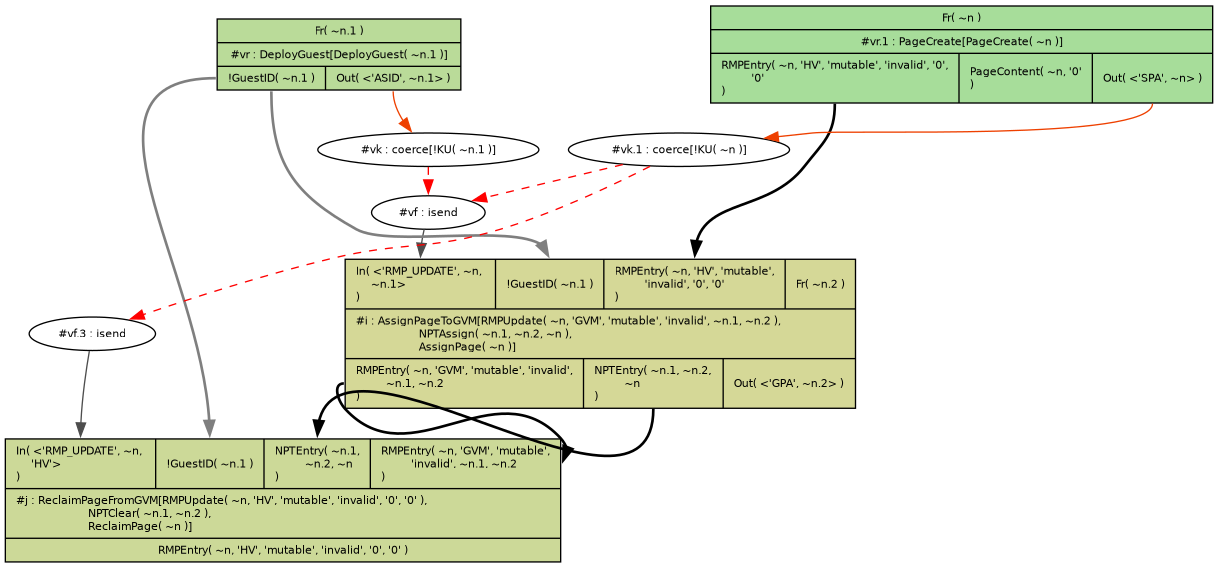 Fr( ~n.1 )
#vr : DeployGuest[DeployGuest( ~n.1 )]
!GuestID( ~n.1 )
Out( <'ASID', ~n.1> )
Fr( ~n )
#vr.1 : PageCreate[PageCreate( ~n )]
RMPEntry( ~n, 'HV', 'mutable', 'invalid', '0',
'0'
)
PageContent( ~n, '0'
)
Out( <'SPA', ~n> )
#vk : coerce[!KU( ~n.1 )]
#vk.1 : coerce[!KU( ~n )]
#vf : isend
In( <'RMP_UPDATE', ~n,
~n.1>
)
!GuestID( ~n.1 )
RMPEntry( ~n, 'HV', 'mutable',
'invalid', '0', '0'
)
Fr( ~n.2 )
#i : AssignPageToGVM[RMPUpdate( ~n, 'GVM', 'mutable', 'invalid', ~n.1, ~n.2 ),
NPTAssign( ~n.1, ~n.2, ~n ),
AssignPage( ~n )]
RMPEntry( ~n, 'GVM', 'mutable', 'invalid',
~n.1, ~n.2
)
NPTEntry( ~n.1, ~n.2,
~n
)
Out( <'GPA', ~n.2> )
#vf.3 : isend
In( <'RMP_UPDATE', ~n,
'HV'>
)
!GuestID( ~n.1 )
NPTEntry( ~n.1,
~n.2, ~n
)
RMPEntry( ~n, 'GVM', 'mutable',
'invalid', ~n.1, ~n.2
)
#j : ReclaimPageFromGVM[RMPUpdate( ~n, 'HV', 'mutable', 'invalid', '0', '0' ),
NPTClear( ~n.1, ~n.2 ),
ReclaimPage( ~n )]
RMPEntry( ~n, 'HV', 'mutable', 'invalid', '0', '0' )